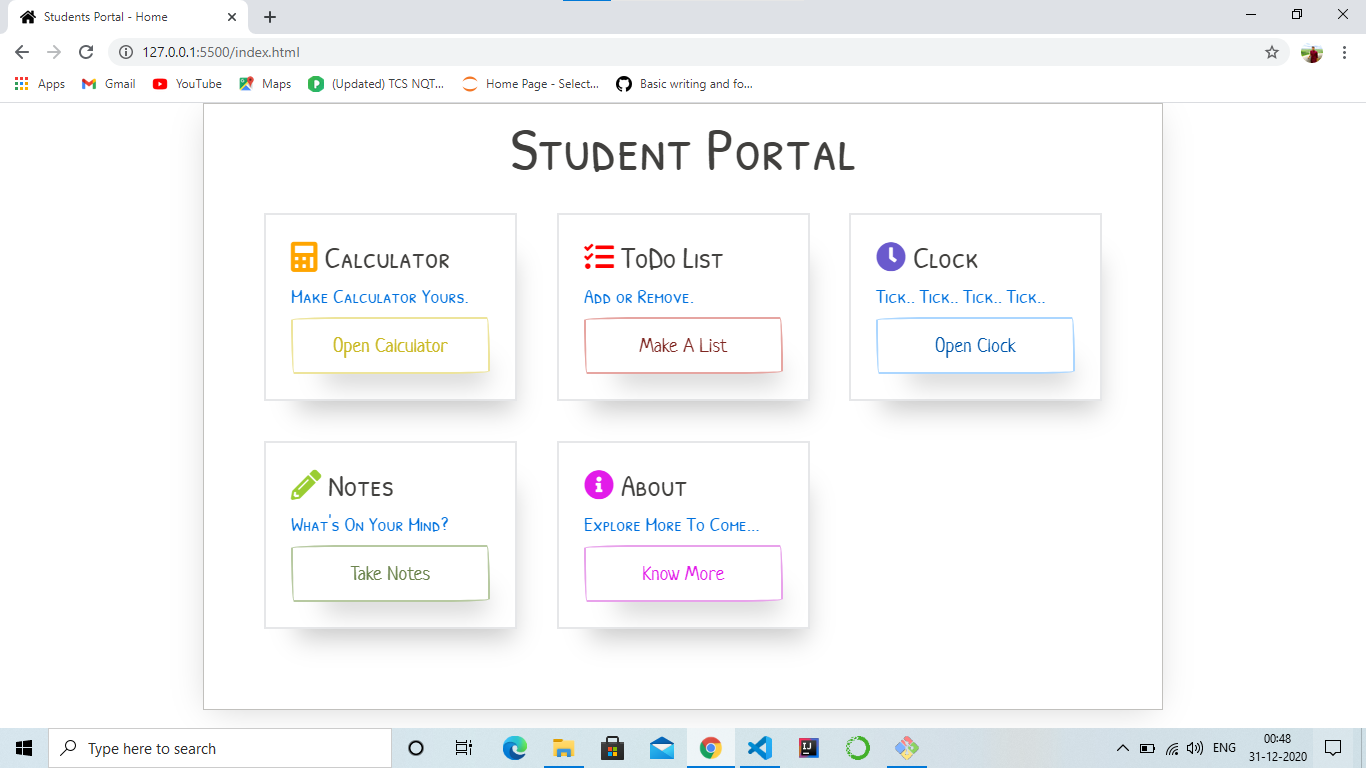 Students Portal - Home
127.0.0.1:5500/index.html
Apps Gmail YouTube Maps (Updated) TCS NQT... Home Page - Select... Basic writing and fo...
Student Portal
Calculator
Make Calculator Yours.
Open Calculator
ToDo List
Add or Remove.
Make A List
Clock
Tick.. Tick.. Tick.. Tick..
Open Clock
Notes
What's On Your Mind?
Take Notes
About
Explore More To Come...
Know More
Type here to search
IJ
ENG
00:48
31-12-2020